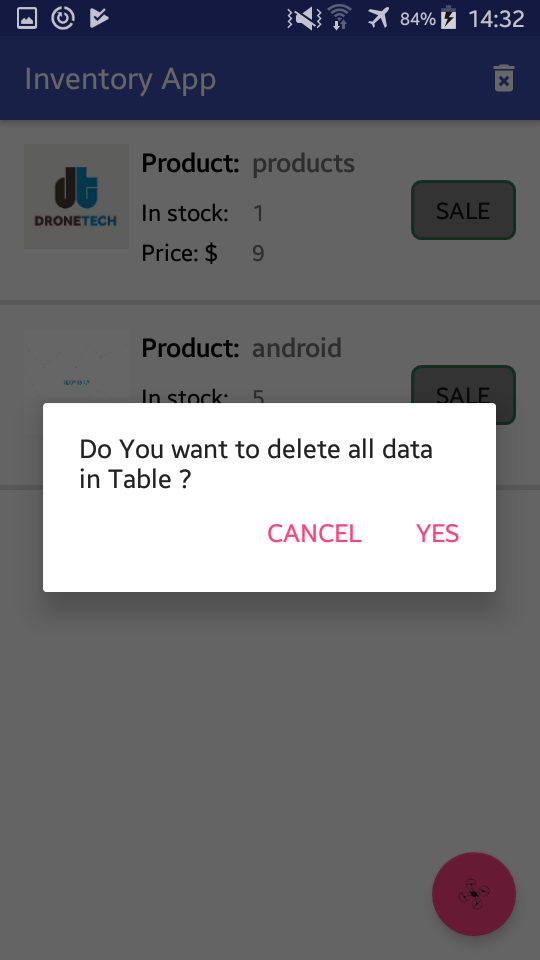 84% 14:32
Inventory App
Product: products
DRONETECH
In stock: 1
SALE
Price: $ 9
Product: android
In stock: 5
SALE
Do You want to delete all data
in Table ?
CANCEL YES